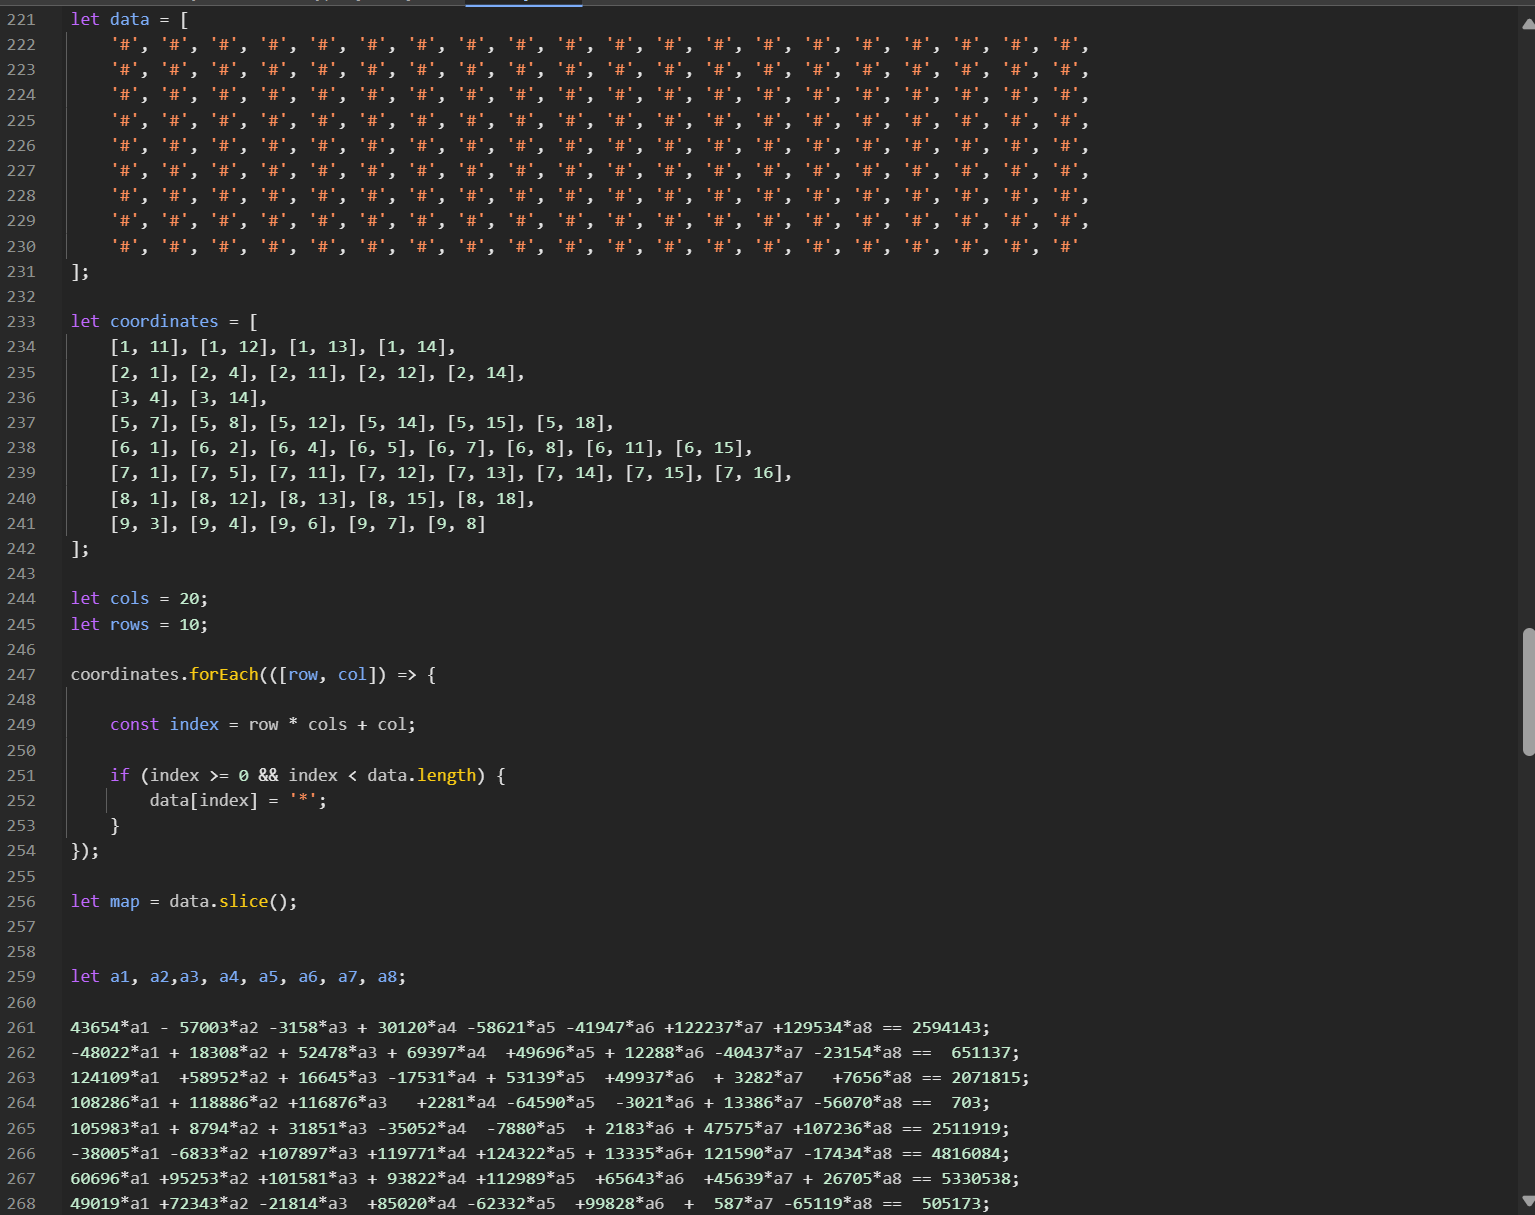 221 let data = [
222 '#', '#', '#', '#', '#', '#', '#', '#', '#', '#', '#', '#', '#', '#', '#', '#', '#', '#', '#', '#',
223 '#', '#', '#', '#', '#', '#', '#', '#', '#', '#', '#', '#', '#', '#', '#', '#', '#', '#', '#', '#',
224 '#', '#', '#', '#', '#', '#', '#', '#', '#', '#', '#', '#', '#', '#', '#', '#', '#', '#', '#', '#',
225 '#', '#', '#', '#', '#', '#', '#', '#', '#', '#', '#', '#', '#', '#', '#', '#', '#', '#', '#', '#',
226 '#', '#', '#', '#', '#', '#', '#', '#', '#', '#', '#', '#', '#', '#', '#', '#', '#', '#', '#', '#',
227 '#', '#', '#', '#', '#', '#', '#', '#', '#', '#', '#', '#', '#', '#', '#', '#', '#', '#', '#', '#',
228 '#', '#', '#', '#', '#', '#', '#', '#', '#', '#', '#', '#', '#', '#', '#', '#', '#', '#', '#', '#',
229 '#', '#', '#', '#', '#', '#', '#', '#', '#', '#', '#', '#', '#', '#', '#', '#', '#', '#', '#', '#',
230 '#', '#', '#', '#', '#', '#', '#', '#', '#', '#', '#', '#', '#', '#', '#', '#', '#', '#', '#', '#'
231 ];
232
233 let coordinates = [
234 [1, 11], [1, 12], [1, 13], [1, 14],
235 [2, 1], [2, 4], [2, 11], [2, 12], [2, 14],
236 [3, 4], [3, 14],
237 [5, 7], [5, 8], [5, 12], [5, 14], [5, 15], [5, 18],
238 [6, 1], [6, 2], [6, 4], [6, 5], [6, 7], [6, 8], [6, 11], [6, 15],
239 [7, 1], [7, 5], [7, 11], [7, 12], [7, 13], [7, 14], [7, 15], [7, 16],
240 [8, 1], [8, 12], [8, 13], [8, 15], [8, 18],
241 [9, 3], [9, 4], [9, 6], [9, 7], [9, 8]
242 ];
243
244 let cols = 20;
245 let rows = 10;
246
247 coordinates.forEach(([row, col]) => {
248
249 const index = row * cols + col;
250
251 if (index >= 0 && index < data.length) {
252 data[index] = '*';
253 }
254 });
255
256 let map = data.slice();
257
258
259 let a1, a2,a3, a4, a5, a6, a7, a8;
260
261 43654*a1 - 57003*a2 -3158*a3 + 30120*a4 -58621*a5 -41947*a6 +122237*a7 +129534*a8 == 2594143;
262 -48022*a1 + 18308*a2 + 52478*a3 + 69397*a4  +49696*a5 + 12288*a6 -40437*a7 -23154*a8 ==  651137;
263 124109*a1  +58952*a2 + 16645*a3 -17531*a4 + 53139*a5  +49937*a6  + 3282*a7   +7656*a8 == 2071815;
264 108286*a1 + 118886*a2 +116876*a3   +2281*a4 -64590*a5  -3021*a6 + 13386*a7 -56070*a8 ==  703;
265 105983*a1 + 8794*a2 + 31851*a3 -35052*a4  -7880*a5  + 2183*a6 + 47575*a7 +107236*a8 == 2511919;
266 -38005*a1 -6833*a2 +107897*a3 +119771*a4 +124322*a5 + 13335*a6+ 121590*a7 -17434*a8 == 4816084;
267 60696*a1 +95253*a2 +101581*a3 + 93822*a4 +112989*a5  +65643*a6  +45639*a7 + 26705*a8 == 5330538;
268 49019*a1 +72343*a2 -21814*a3  +85020*a4 -62332*a5  +99828*a6  +  587*a7 -65119*a8 ==  505173;